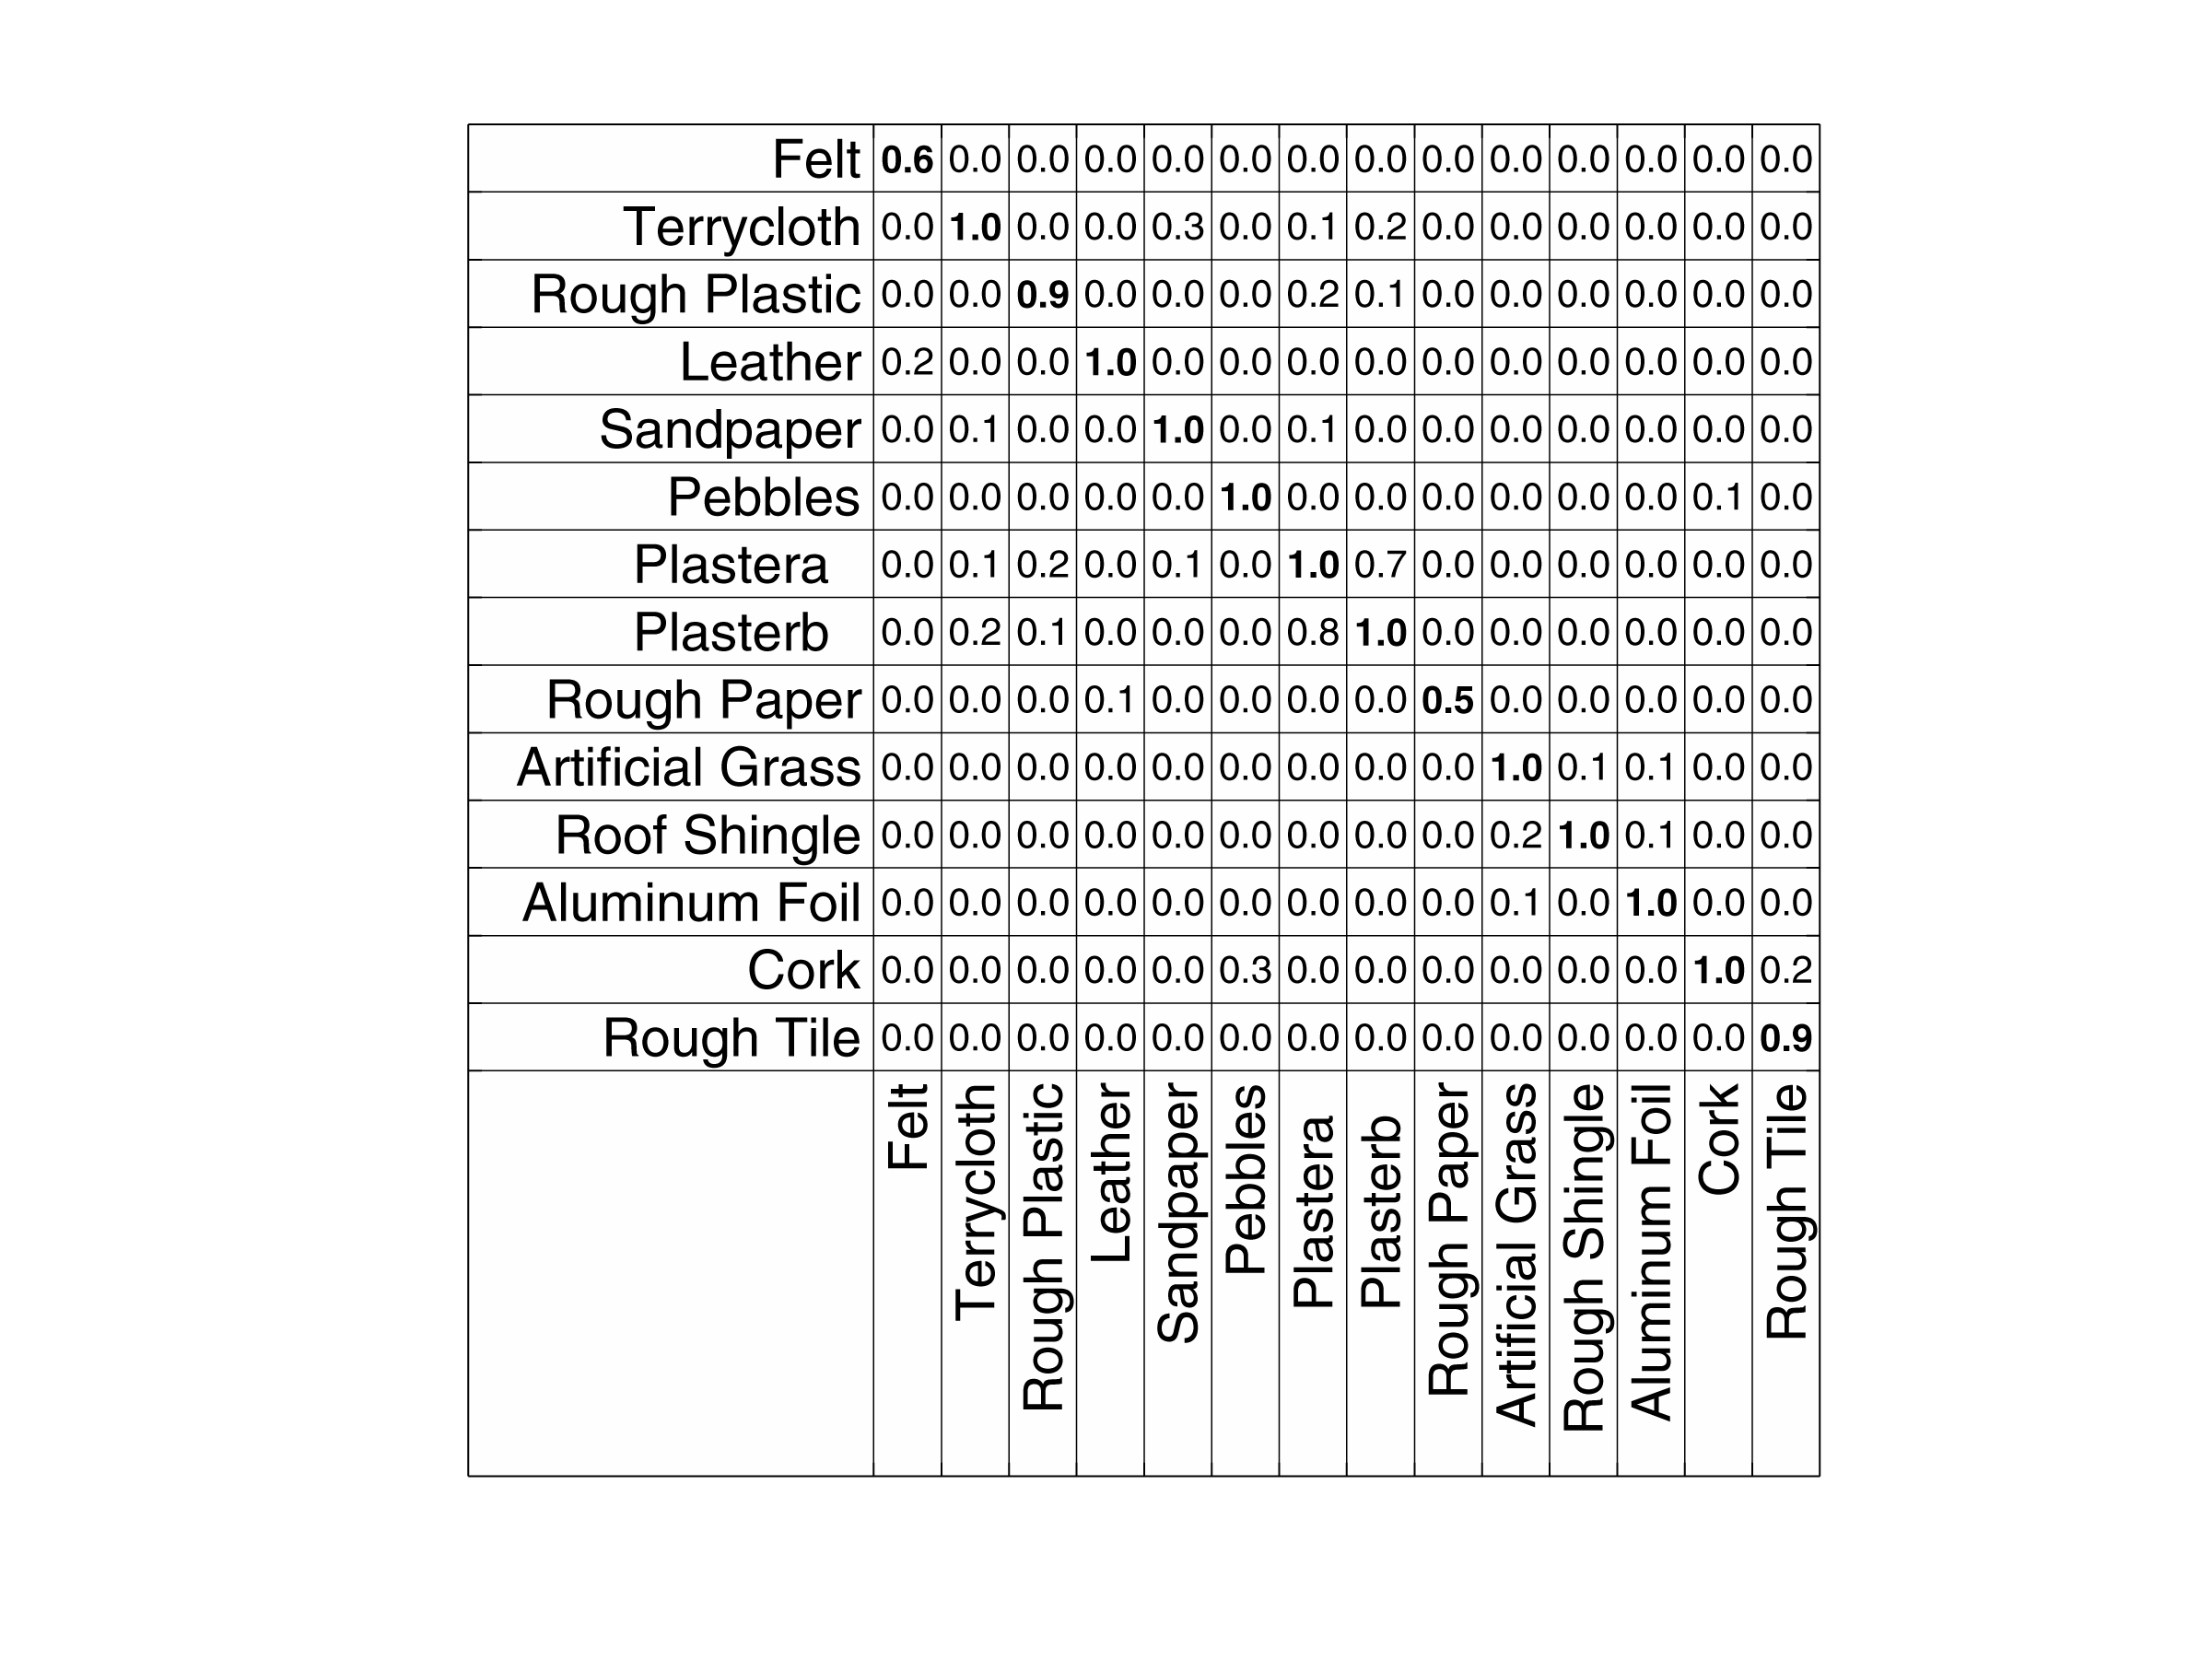 Felt 0.6 0.0 0.0 0.0 0.0 0.0 0.0 0.0 0.0 0.0 0.0 0.0 0.0 0.0
Terrycloth 0.0 1.0 0.0 0.0 0.3 0.0 0.1 0.2 0.0 0.0 0.0 0.0 0.0 0.0
Rough Plastic 0.0 0.0 0.9 0.0 0.0 0.0 0.2 0.1 0.0 0.0 0.0 0.0 0.0 0.0
Leather 0.2 0.0 0.0 1.0 0.0 0.0 0.0 0.0 0.0 0.0 0.0 0.0 0.0 0.0
Sandpaper 0.0 0.1 0.0 0.0 1.0 0.0 0.1 0.0 0.0 0.0 0.0 0.0 0.0 0.0
Pebbles 0.0 0.0 0.0 0.0 0.0 1.0 0.0 0.0 0.0 0.0 0.0 0.0 0.1 0.0
Plastera 0.0 0.1 0.2 0.0 0.1 0.0 1.0 0.7 0.0 0.0 0.0 0.0 0.0 0.0
Plasterb 0.0 0.2 0.1 0.0 0.0 0.0 0.8 1.0 0.0 0.0 0.0 0.0 0.0 0.0
Rough Paper 0.0 0.0 0.0 0.1 0.0 0.0 0.0 0.0 0.5 0.0 0.0 0.0 0.0 0.0
Artificial Grass 0.0 0.0 0.0 0.0 0.0 0.0 0.0 0.0 0.0 1.0 0.1 0.1 0.0 0.0
Roof Shingle 0.0 0.0 0.0 0.0 0.0 0.0 0.0 0.0 0.0 0.2 1.0 0.1 0.0 0.0
Aluminum Foil 0.0 0.0 0.0 0.0 0.0 0.0 0.0 0.0 0.0 0.1 0.0 1.0 0.0 0.0
Cork 0.0 0.0 0.0 0.0 0.0 0.3 0.0 0.0 0.0 0.0 0.0 0.0 1.0 0.2
Rough Tile 0.0 0.0 0.0 0.0 0.0 0.0 0.0 0.0 0.0 0.0 0.0 0.0 0.0 0.9
Felt
Terrycloth
Rough Plastic
Leather
Sandpaper
Pebbles
Plastera
Plasterb
Rough Paper
Artificial Grass
Rough Shingle
Aluminum Foil
Cork
Rough Tile